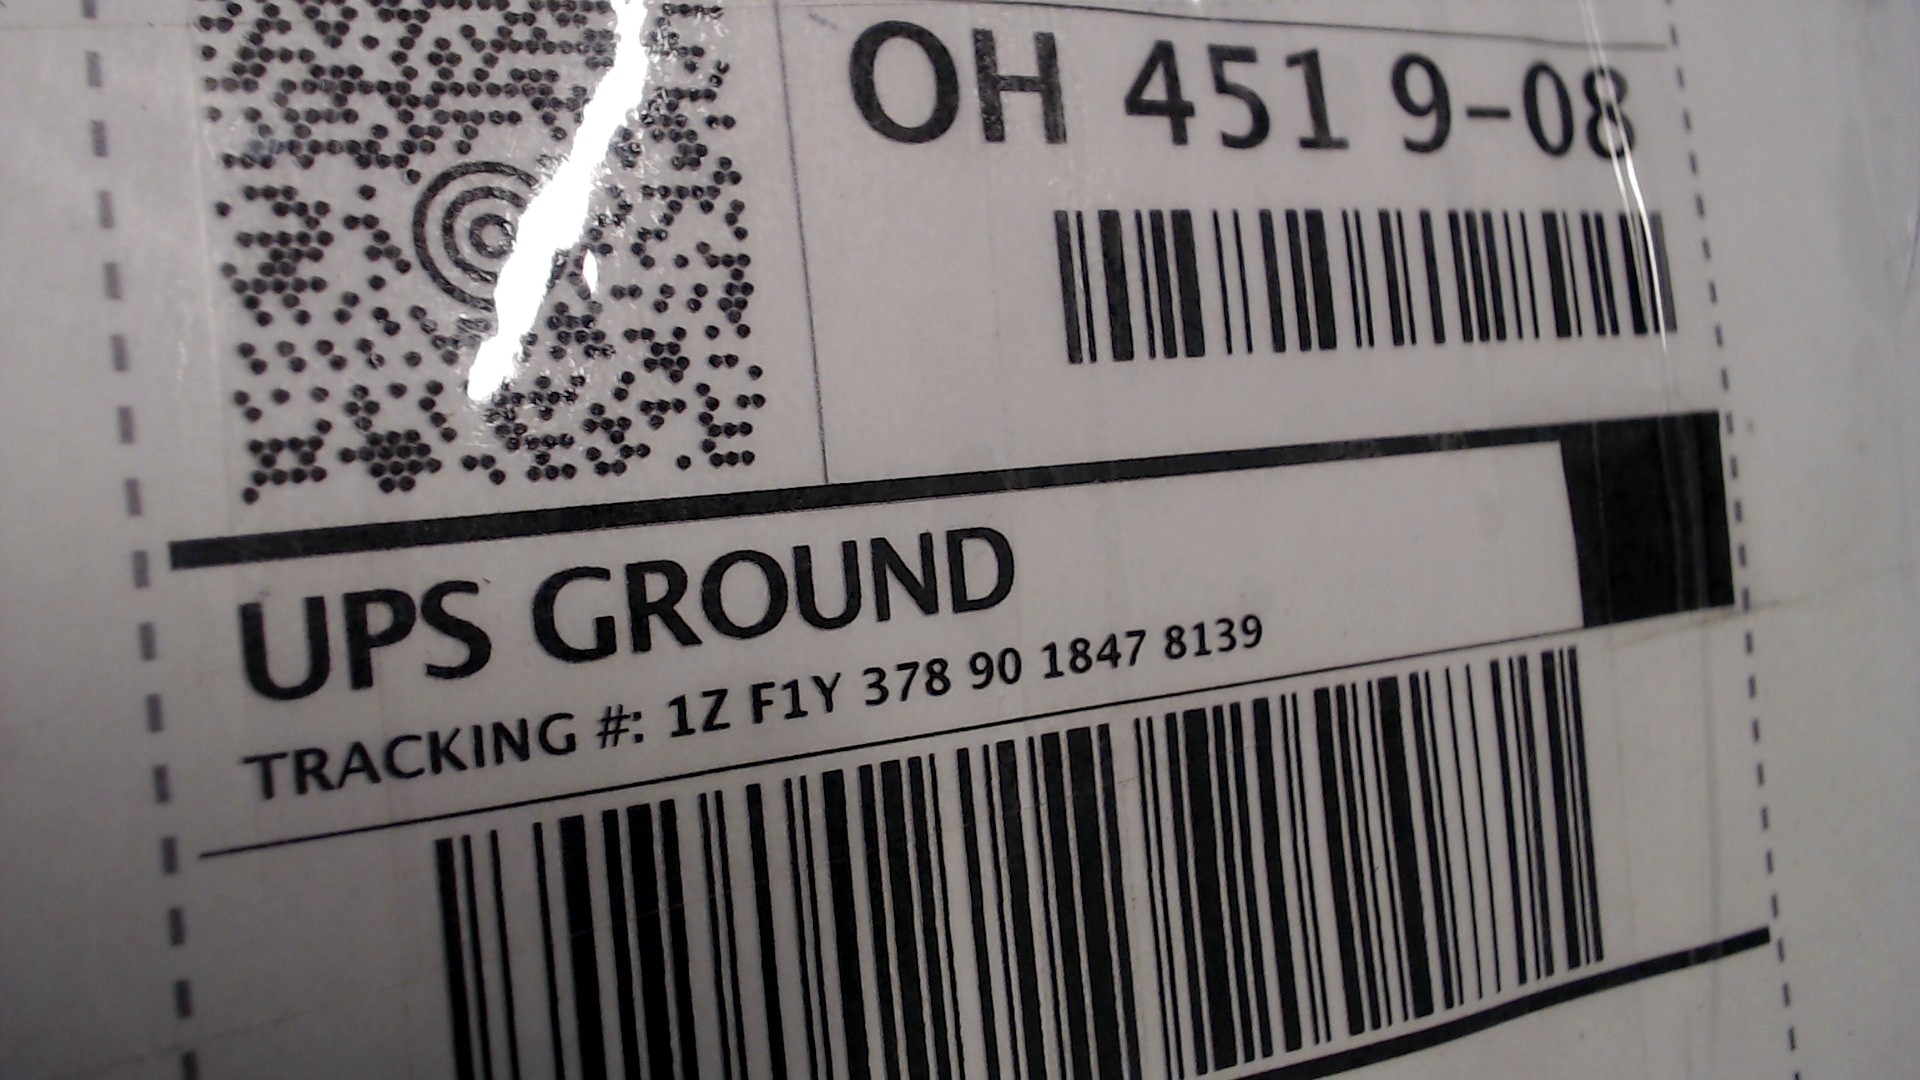 OH 451 9-08
UPS GROUND
TRACKING #: 1Z F1Y 378 90 1847 8139